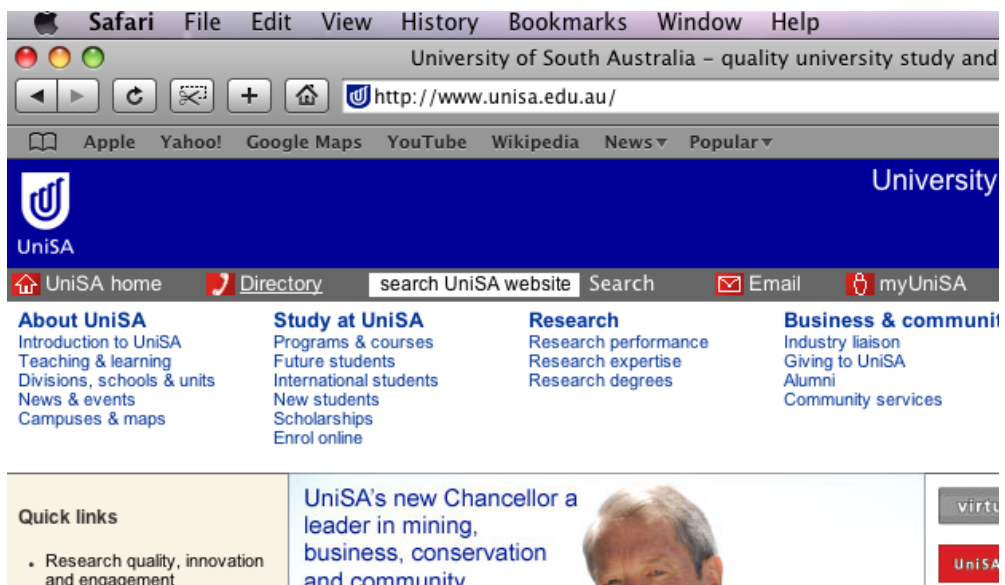 Safari File Edit View History Bookmarks Window Help
University of South Australia – quality university study and
http://www.unisa.edu.au/
Apple Yahoo! Google Maps YouTube Wikipedia News Popular
University
UniSA
UniSA home Directory search UniSA website Search Email myUniSA
About UniSA
Introduction to UniSA
Teaching & learning
Divisions, schools & units
News & events
Campuses & maps
Study at UniSA
Programs & courses
Future students
International students
New students
Scholarships
Enrol online
Research
Research performance
Research expertise
Research degrees
Business & communit
Industry liaison
Giving to UniSA
Alumni
Community services
Quick links
Research quality, innovation
and engagement
UniSA's new Chancellor a
leader in mining,
business, conservation
and community
virtu
UniSA